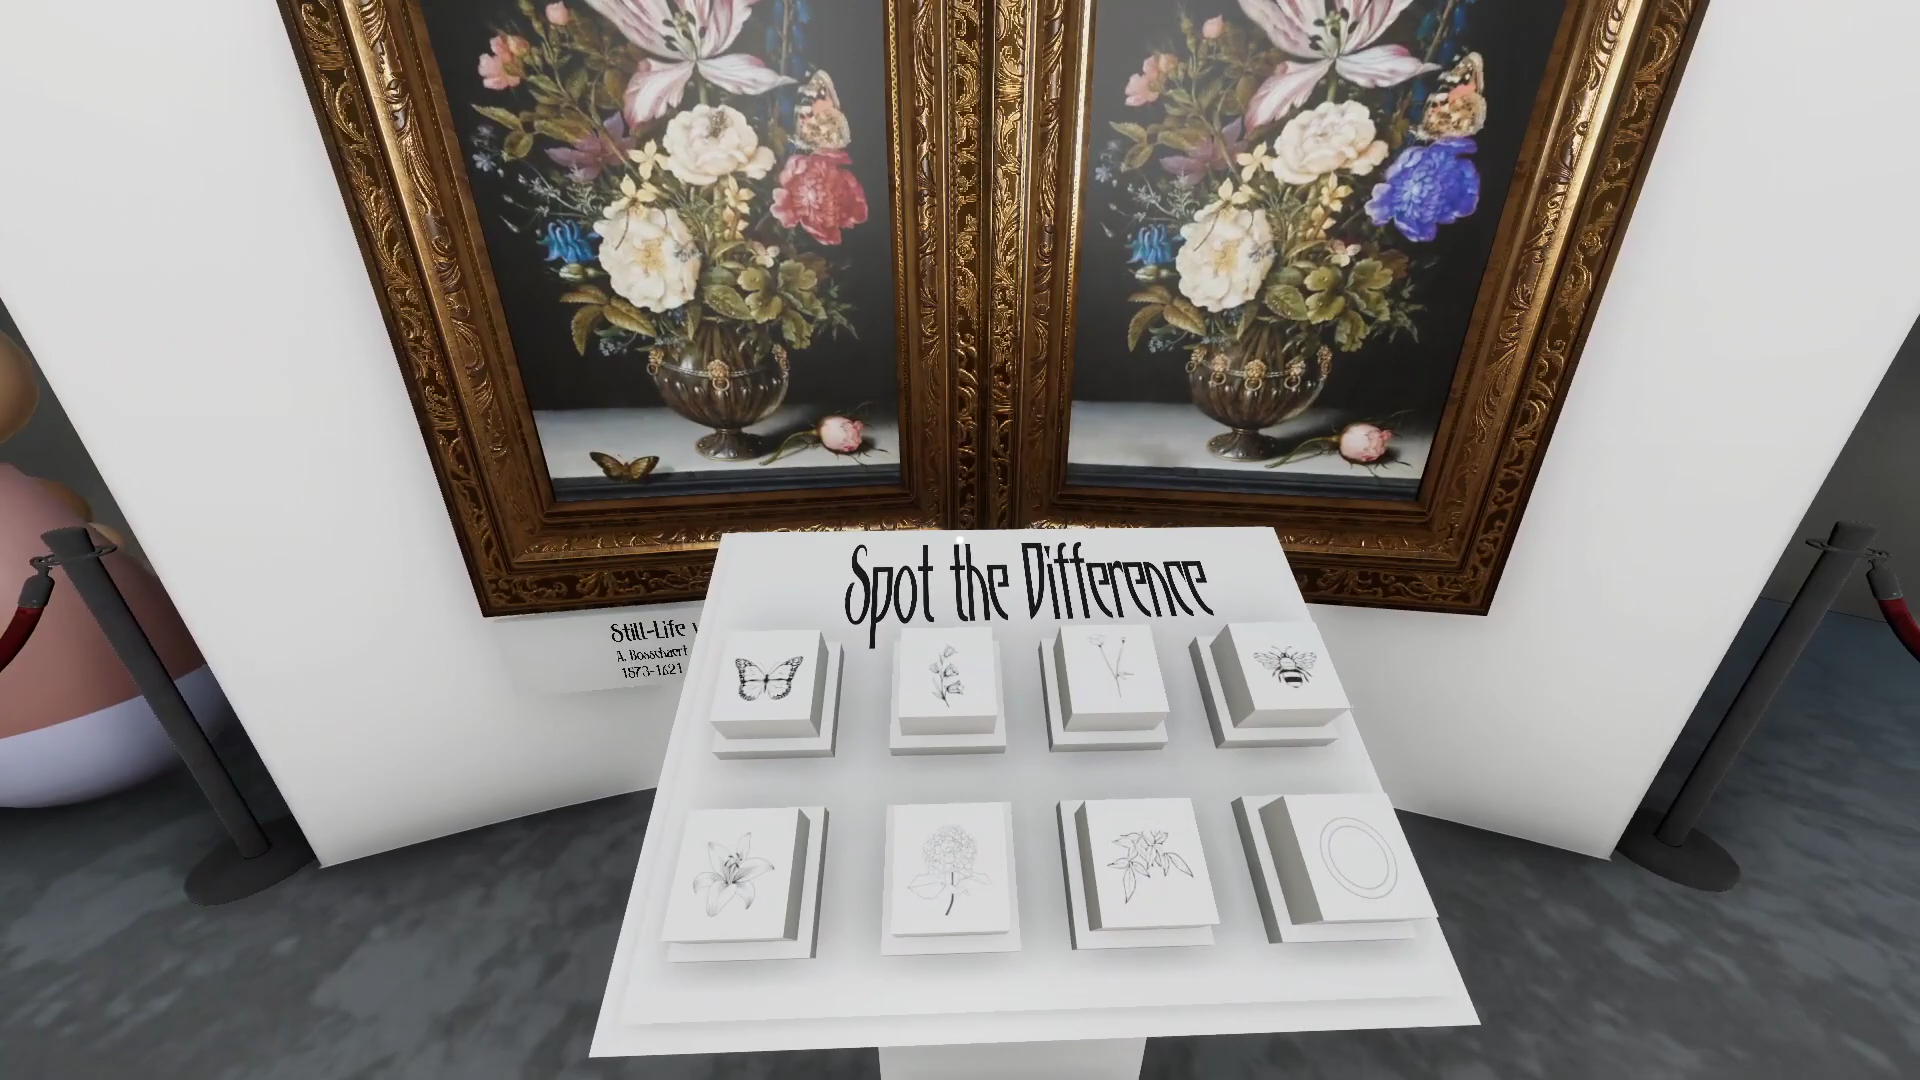 Spot the Difference
Still-Life
A. Bosschaert
1573-1621